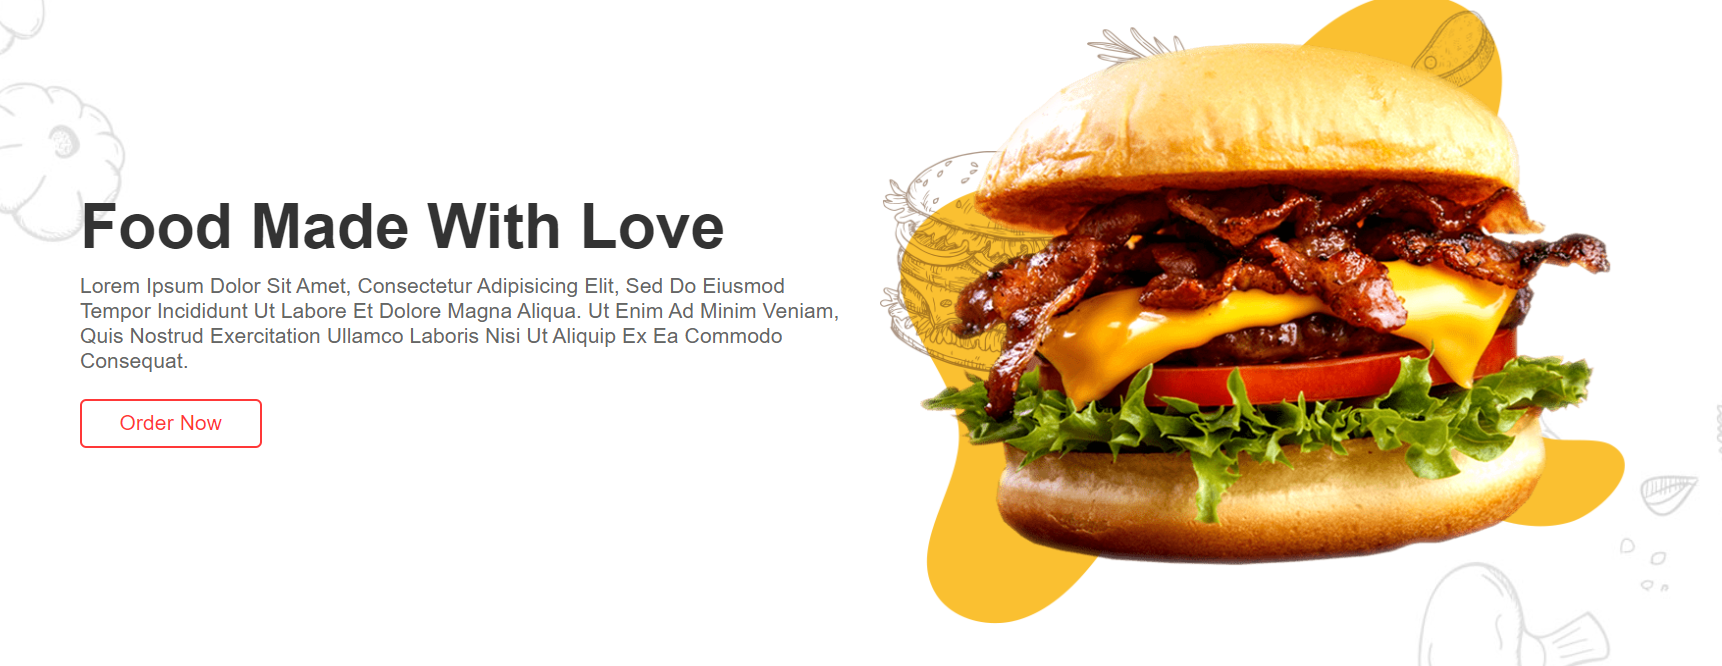 Food Made With Love
Lorem Ipsum Dolor Sit Amet, Consectetur Adipisicing Elit, Sed Do Eiusmod
Tempor Incididunt Ut Labore Et Dolore Magna Aliqua. Ut Enim Ad Minim Veniam,
Quis Nostrud Exercitation Ullamco Laboris Nisi Ut Aliquip Ex Ea Commodo
Consequat.
Order Now